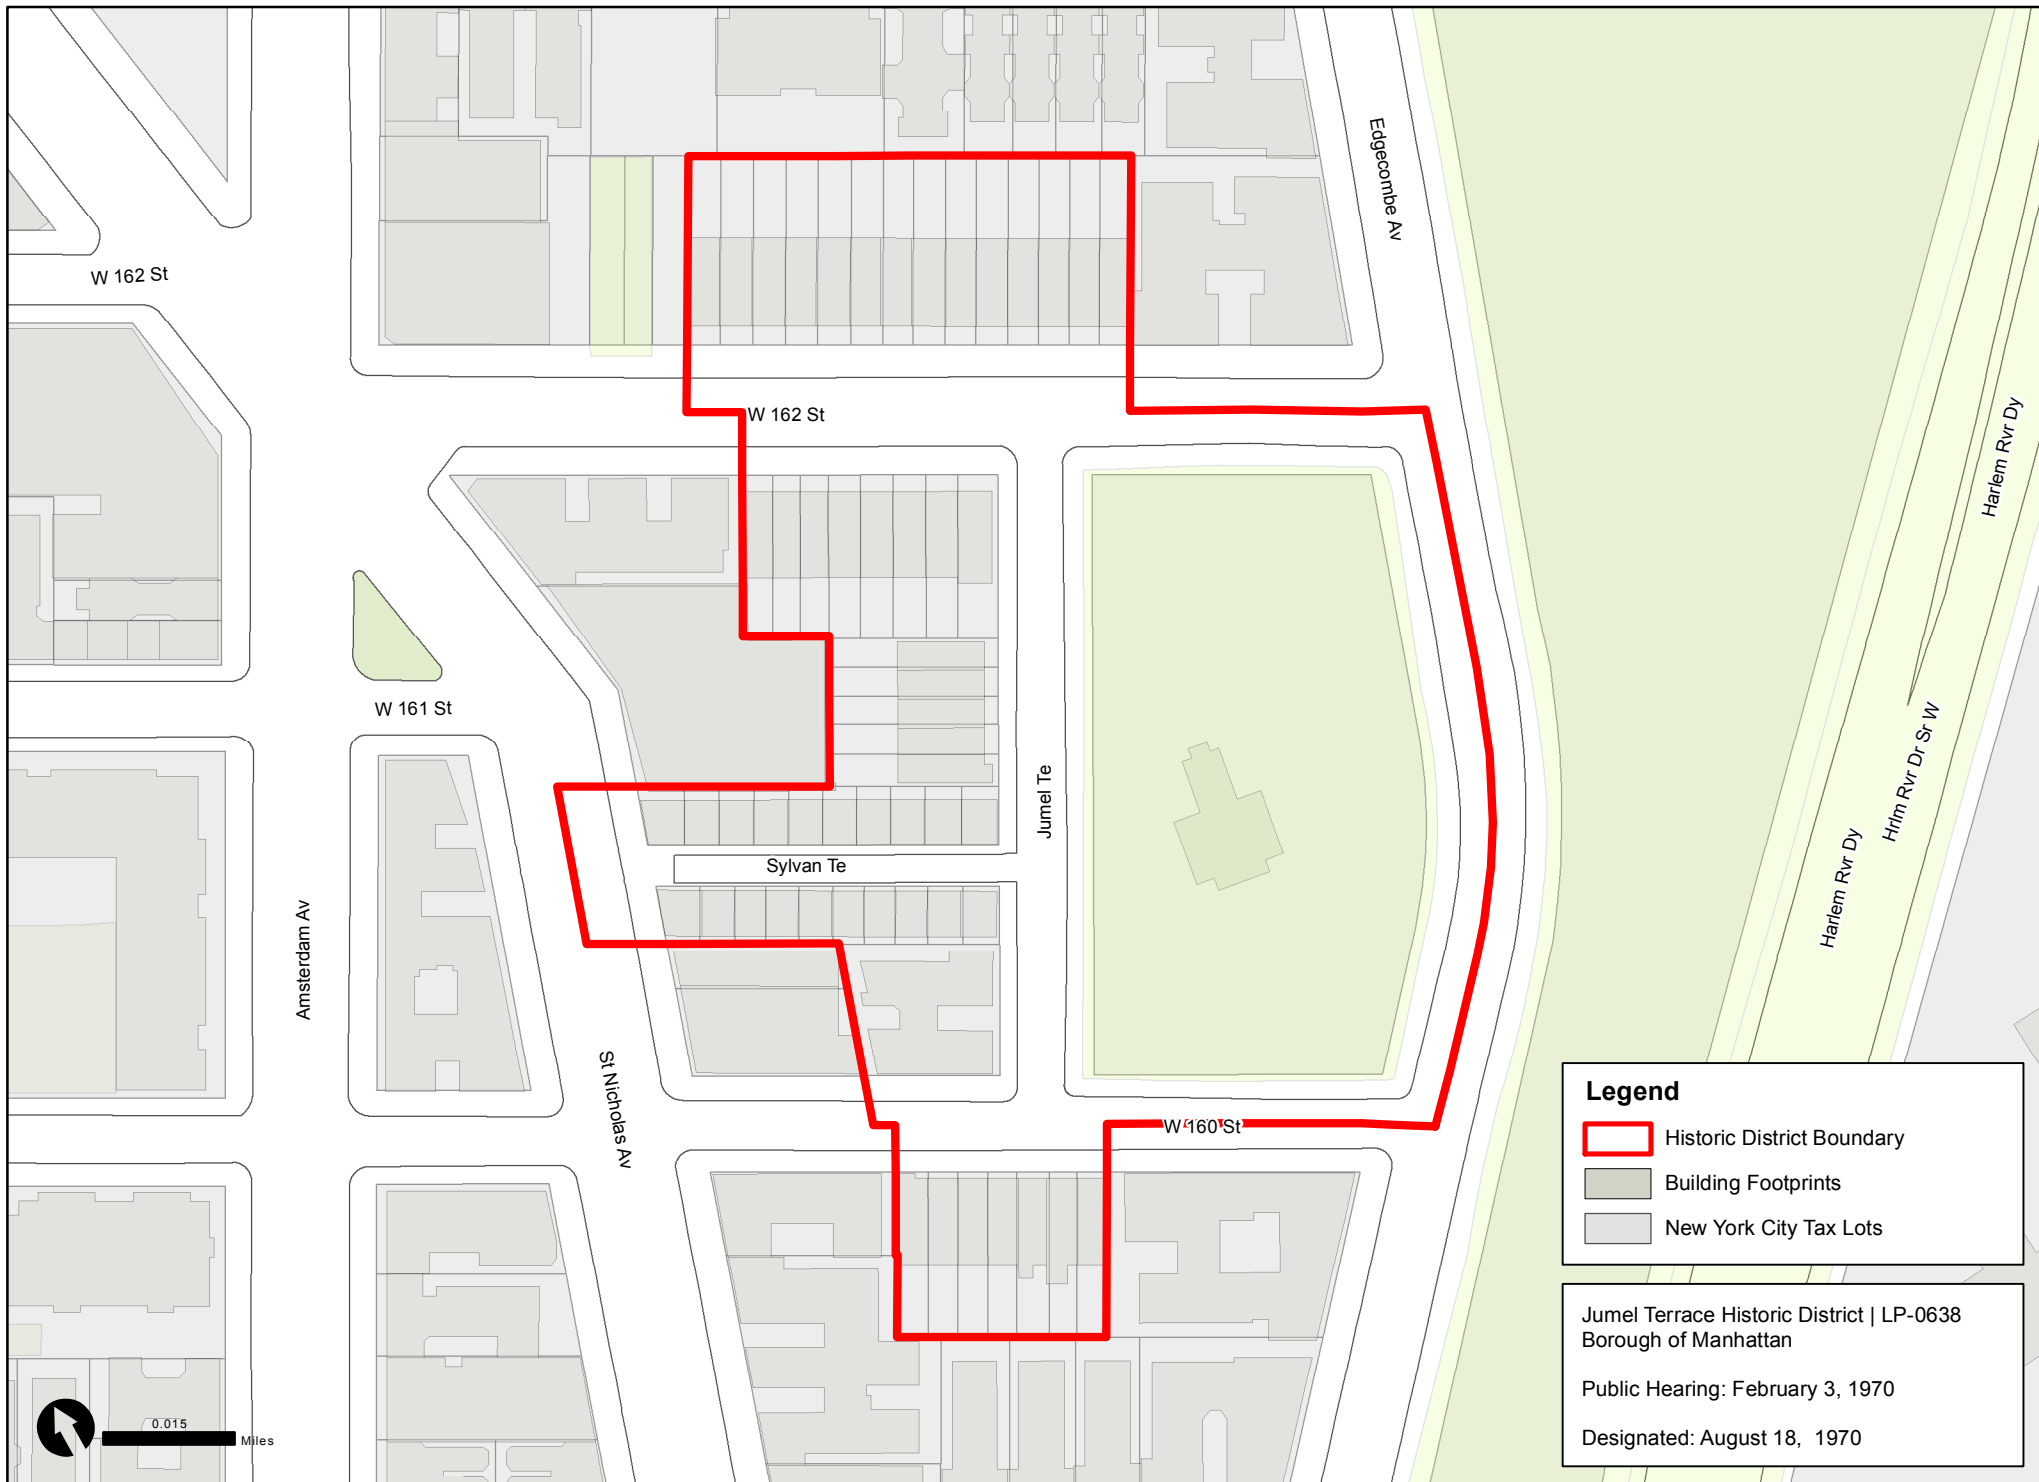 Edgecombe Av
W 162 St
W 162 St
Harlem Rvr Dy
W 161 St
Hrlm Rvr Dr Sr W
Jumel Te
Harlem Rvr Dy
Sylvan Te
Amsterdam Av
St Nicholas Av
W 160 St
Legend
Historic District Boundary
Building Footprints
New York City Tax Lots
Jumel Terrace Historic District | LP-0638
Borough of Manhattan
Public Hearing: February 3, 1970
Designated: August 18, 1970
0.015
Miles